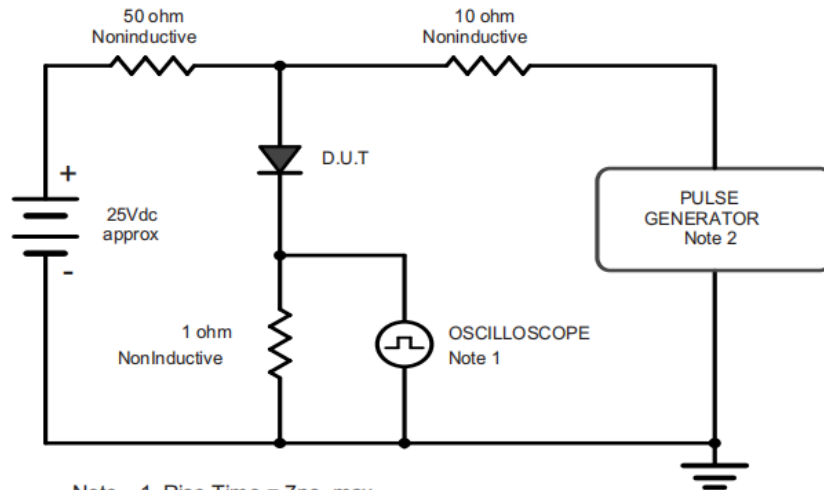 50 ohm
Noninductive
10 ohm
Noninductive
+
D.U.T
25Vdc
approx
-
PULSE
GENERATOR
Note 2
1 ohm
NonInductive
OSCILLOSCOPE
Note 1